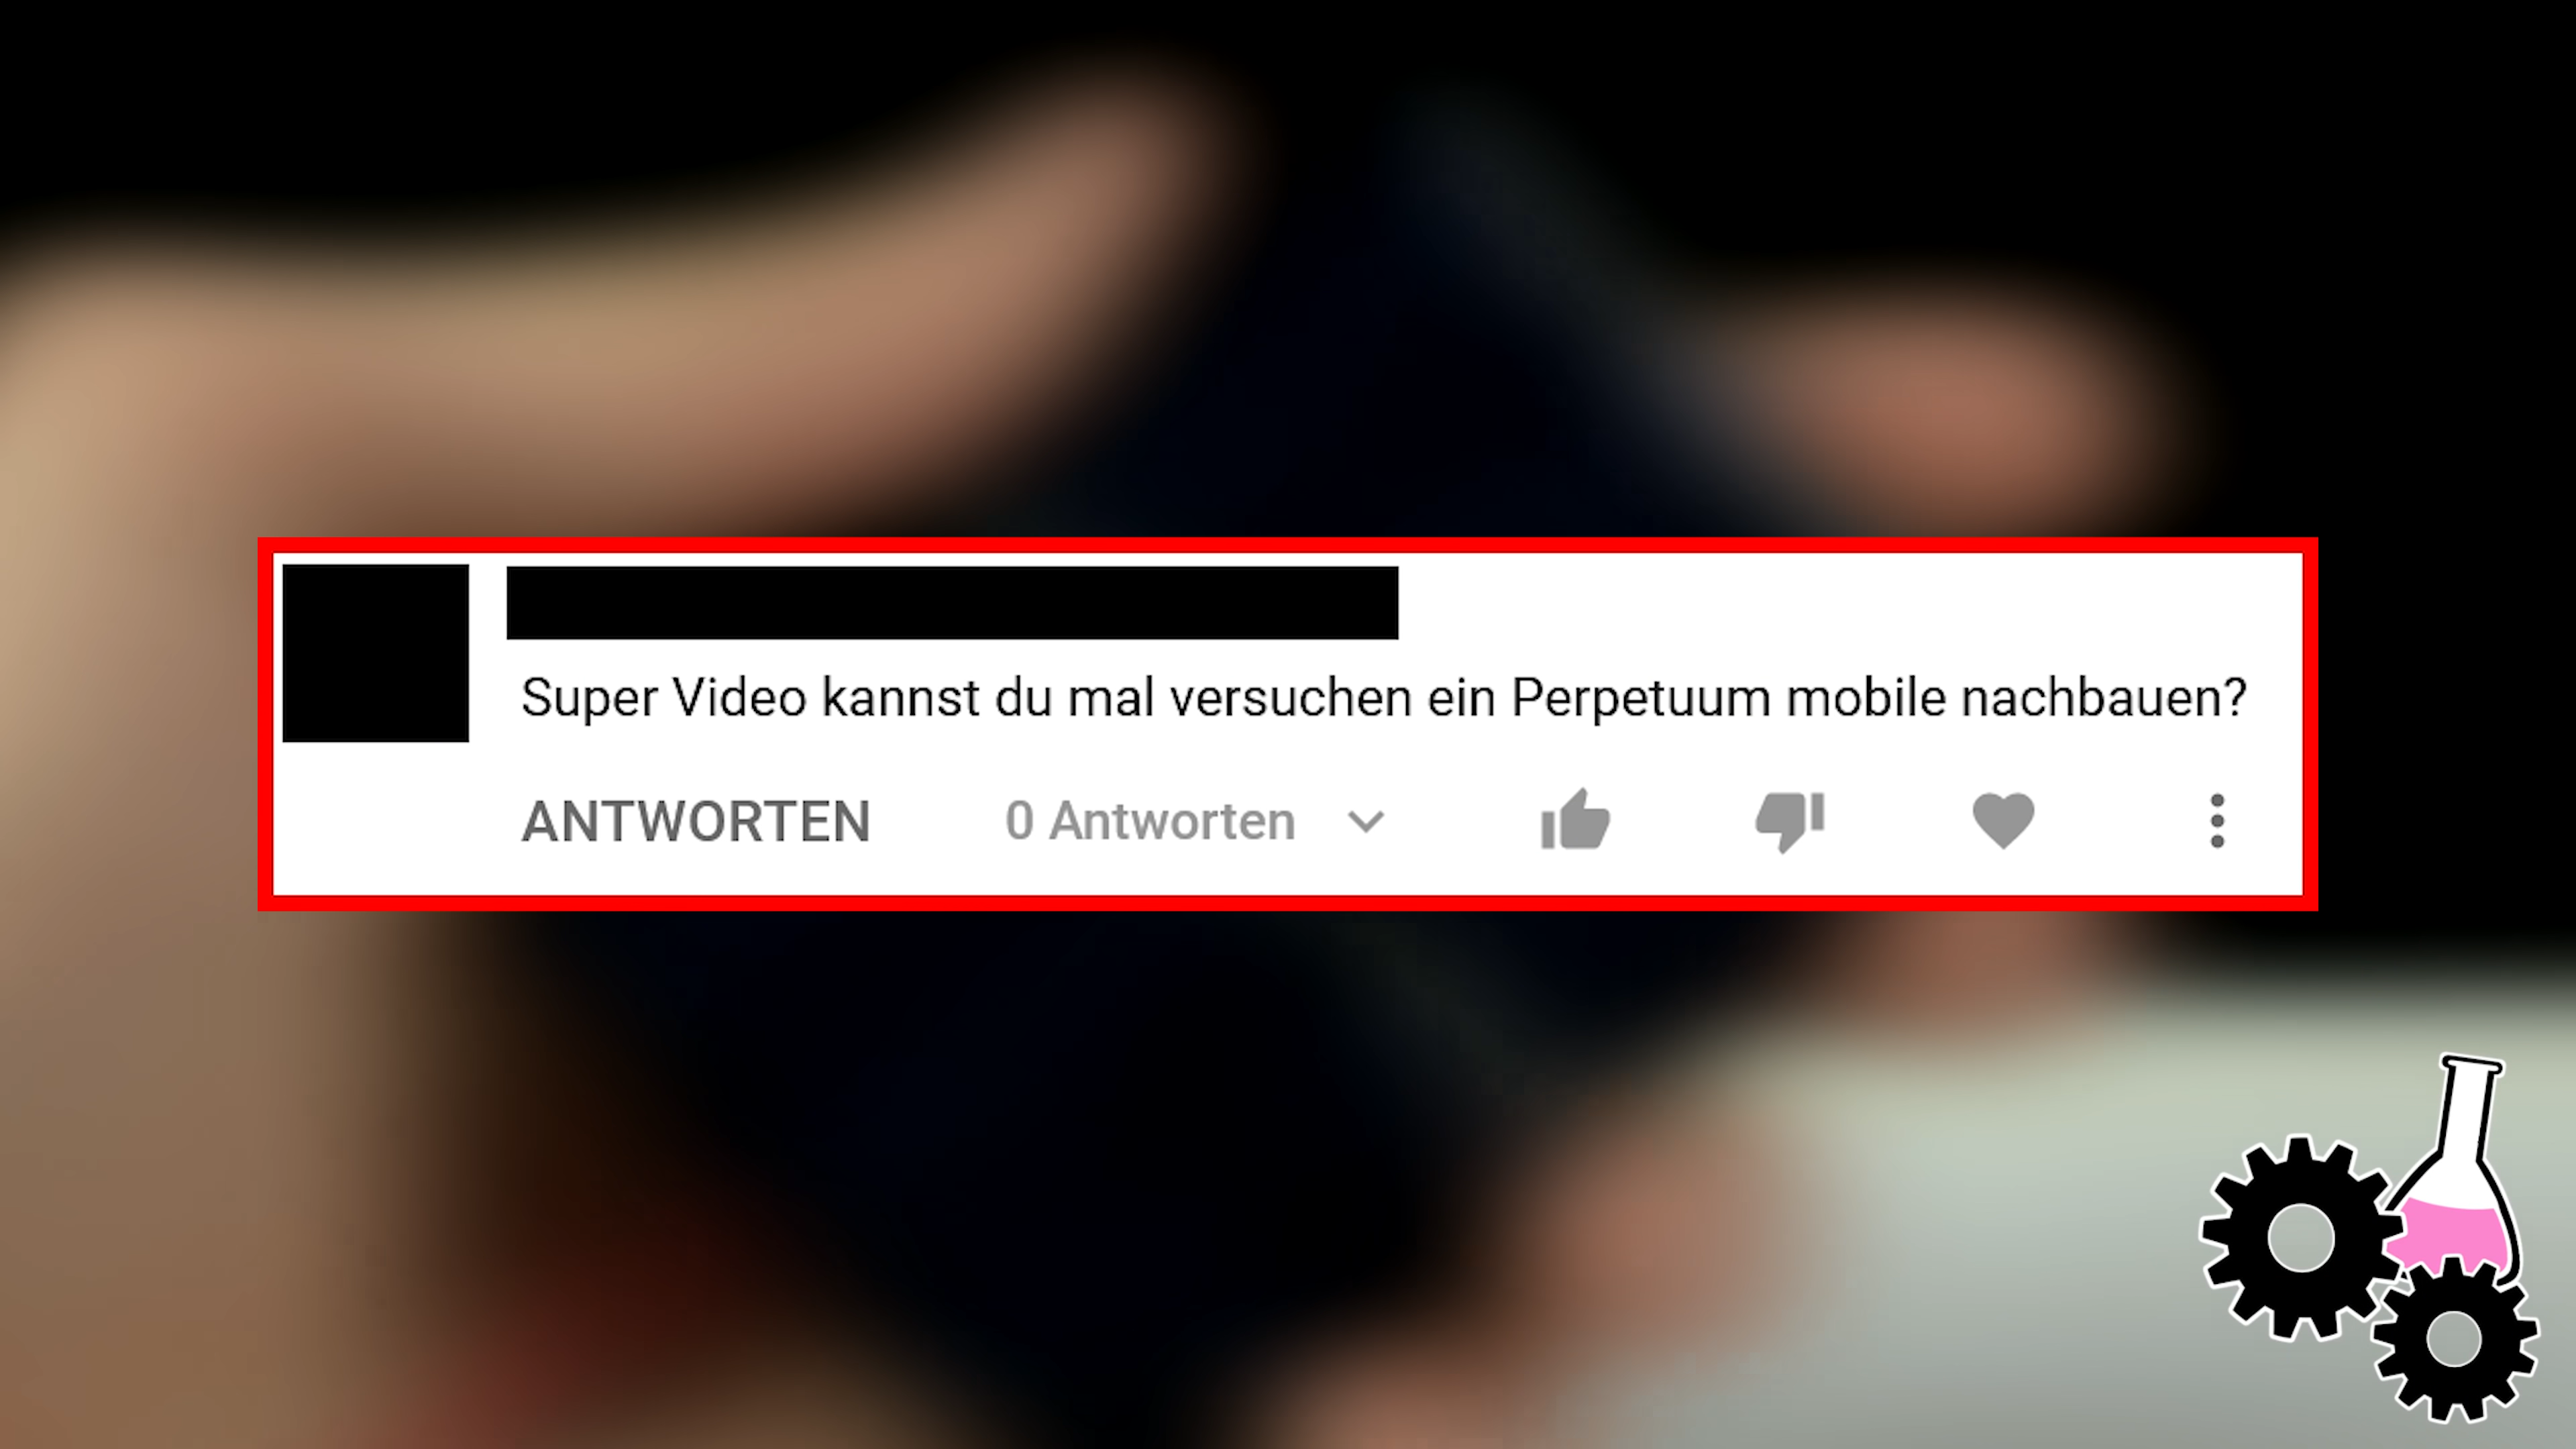 Super Video kannst du mal versuchen ein Perpetuum mobile nachbauen?
ANTWORTEN 0 Antworten